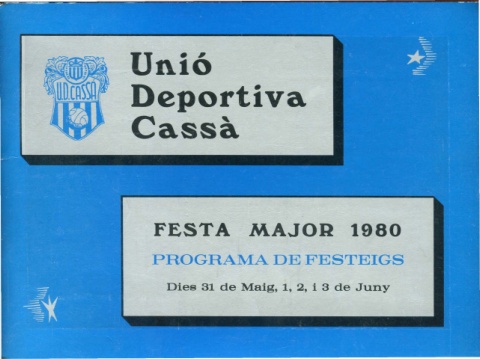 U.D. CASSÀ
Unió
Deportiva
Cassà
FESTA MAJOR 1980
PROGRAMA DE FESTEIGS
Dies 31 de Maig, 1, 2, i 3 de Juny